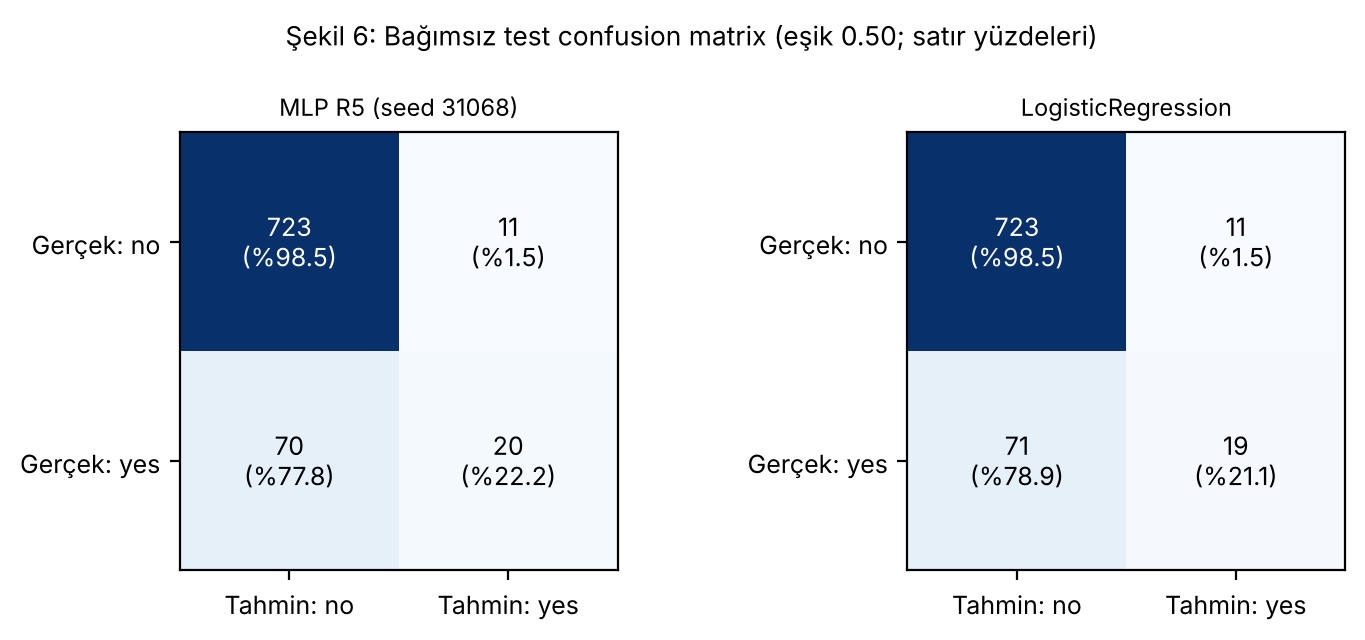 Şekil 6: Bağımsız test confusion matrix (eşik 0.50; satır yüzdeleri)
MLP R5 (seed 31068)
Gerçek: no
723
(%98.5)
11
(%1.5)
Gerçek: yes
70
(%77.8)
20
(%22.2)
Tahmin: no
Tahmin: yes
LogisticRegression
Gerçek: no
723
(%98.5)
11
(%1.5)
Gerçek: yes
71
(%78.9)
19
(%21.1)
Tahmin: no
Tahmin: yes